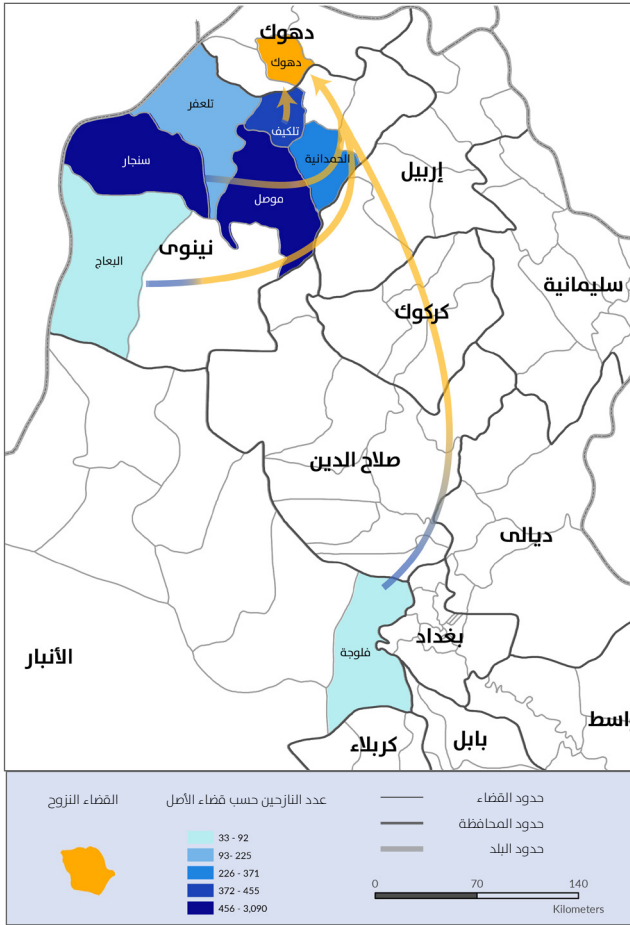 دهوك
دهوك
تلعفر
تلكيف
سنجار
الحمدانية
موصل
إربيل
نينوى
البعاج
سليمانية
كركوك
صلاح الدين
ديالى
بغداد
فلوجة
الأنبار
واسط
بابل
كربلاء
حدود القضاء
حدود المحافظة
حدود البلد
0 70 140
Kilometers
عدد النازحين حسب قضاء الأصل
33 - 92
93- 225
226 - 371
372 - 455
456 - 3,090
القضاء النزوح